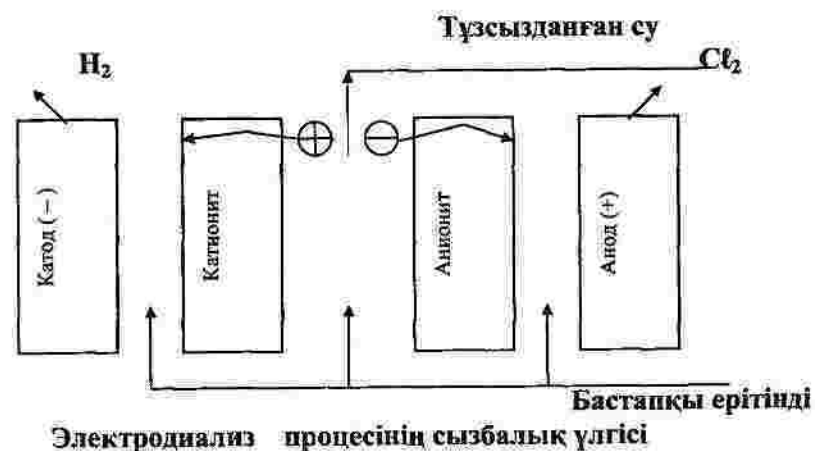 Тұзсызданған су
H₂
Cℓ₂
Катод ( – )
Катионит
Анионит
Анод (+)
Бастапқы ерітінді
Электродиализ процесінің сызбалық үлгісі